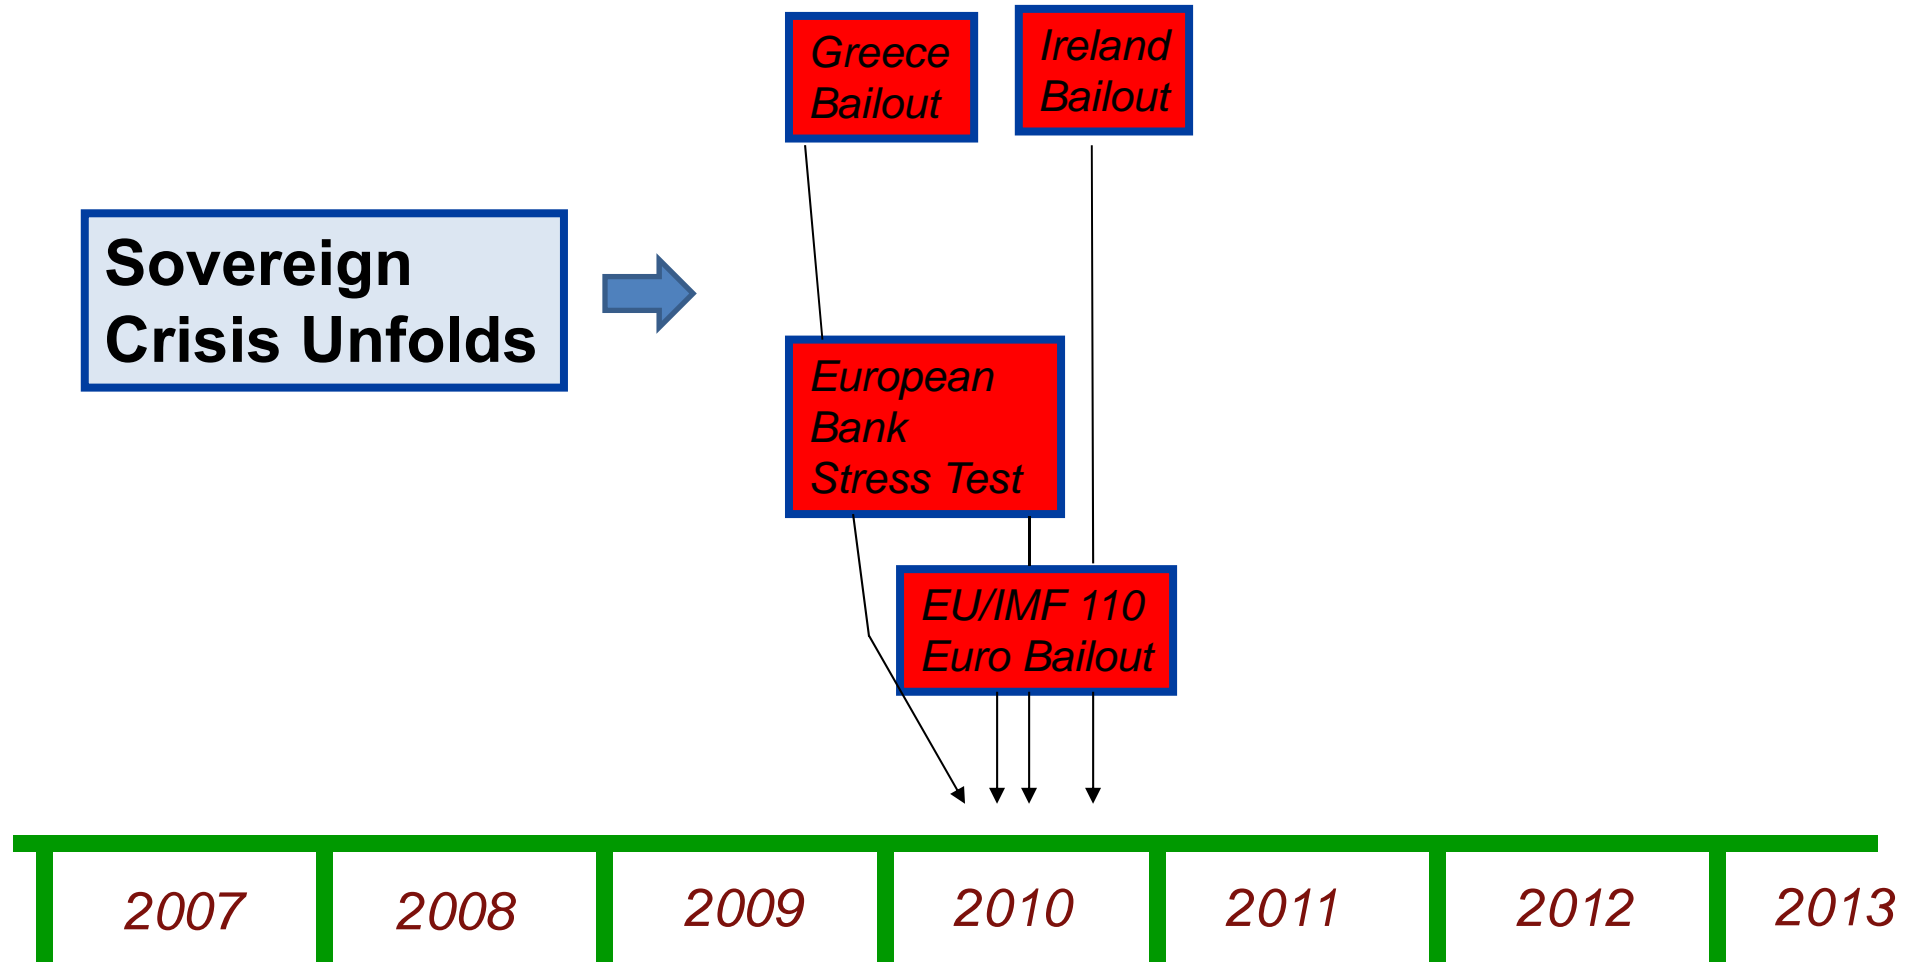 Greece
Bailout
Ireland
Bailout
Sovereign
Crisis Unfolds
European
Bank
Stress Test
EU/IMF 110
Euro Bailout
2007
2008
2009
2010
2011
2012
2013